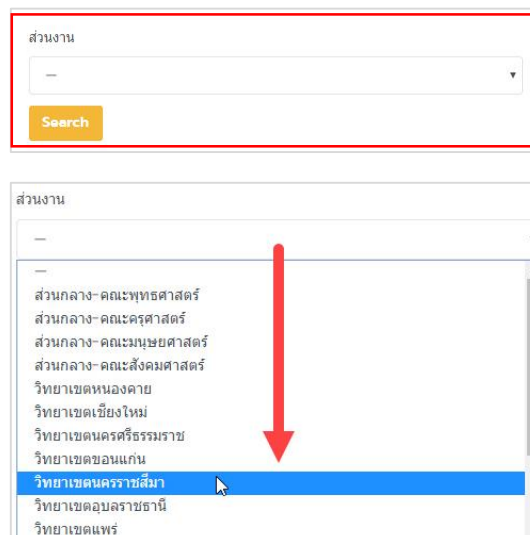 ส่วนงาน
—
Search
ส่วนงาน
—
—
ส่วนกลาง-คณะพุทธศาสตร์
ส่วนกลาง-คณะครุศาสตร์
ส่วนกลาง-คณะมนุษยศาสตร์
ส่วนกลาง-คณะสังคมศาสตร์
วิทยาเขตหนองคาย
วิทยาเขตเชียงใหม่
วิทยาเขตนครศรีธรรมราช
วิทยาเขตขอนแก่น
วิทยาเขตนครราชสีมา
วิทยาเขตอุบลราชธานี
วิทยาเขตแพร่